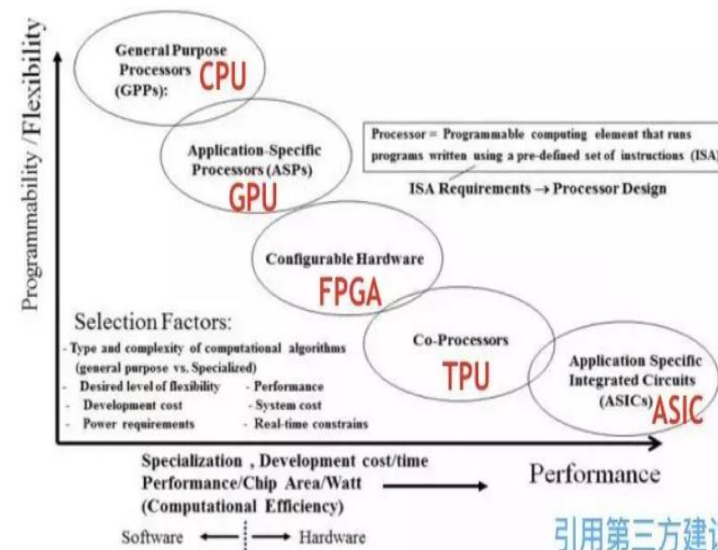 Programmability / Flexibility
General Purpose
Processors CPU
(GPPs):
Application-Specific
Processors (ASPs)
GPU
Processor = Programmable computing element that runs
programs written using a pre-defined set of instructions (ISA)
ISA Requirements → Processor Design
Configurable Hardware
FPGA
Selection Factors:
- Type and complexity of computational algorithms
(general purpose vs. Specialized)
- Desired level of flexibility - Performance
- Development cost - System cost
- Power requirements - Real-time constrains
Co-Processors
TPU
Application Specific
Integrated Circuits
(ASICs) ASIC
Specialization , Development cost/time
Performance/Chip Area/Watt
(Computational Efficiency)
Performance
Software Hardware
引用第三方建议